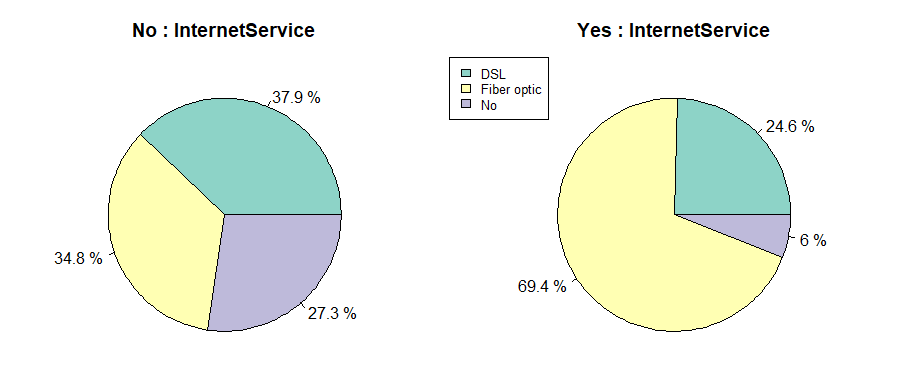 No : InternetService
37.9 %
34.8 %
27.3 %
Yes : InternetService
DSL
Fiber optic
No
24.6 %
69.4 %
6 %